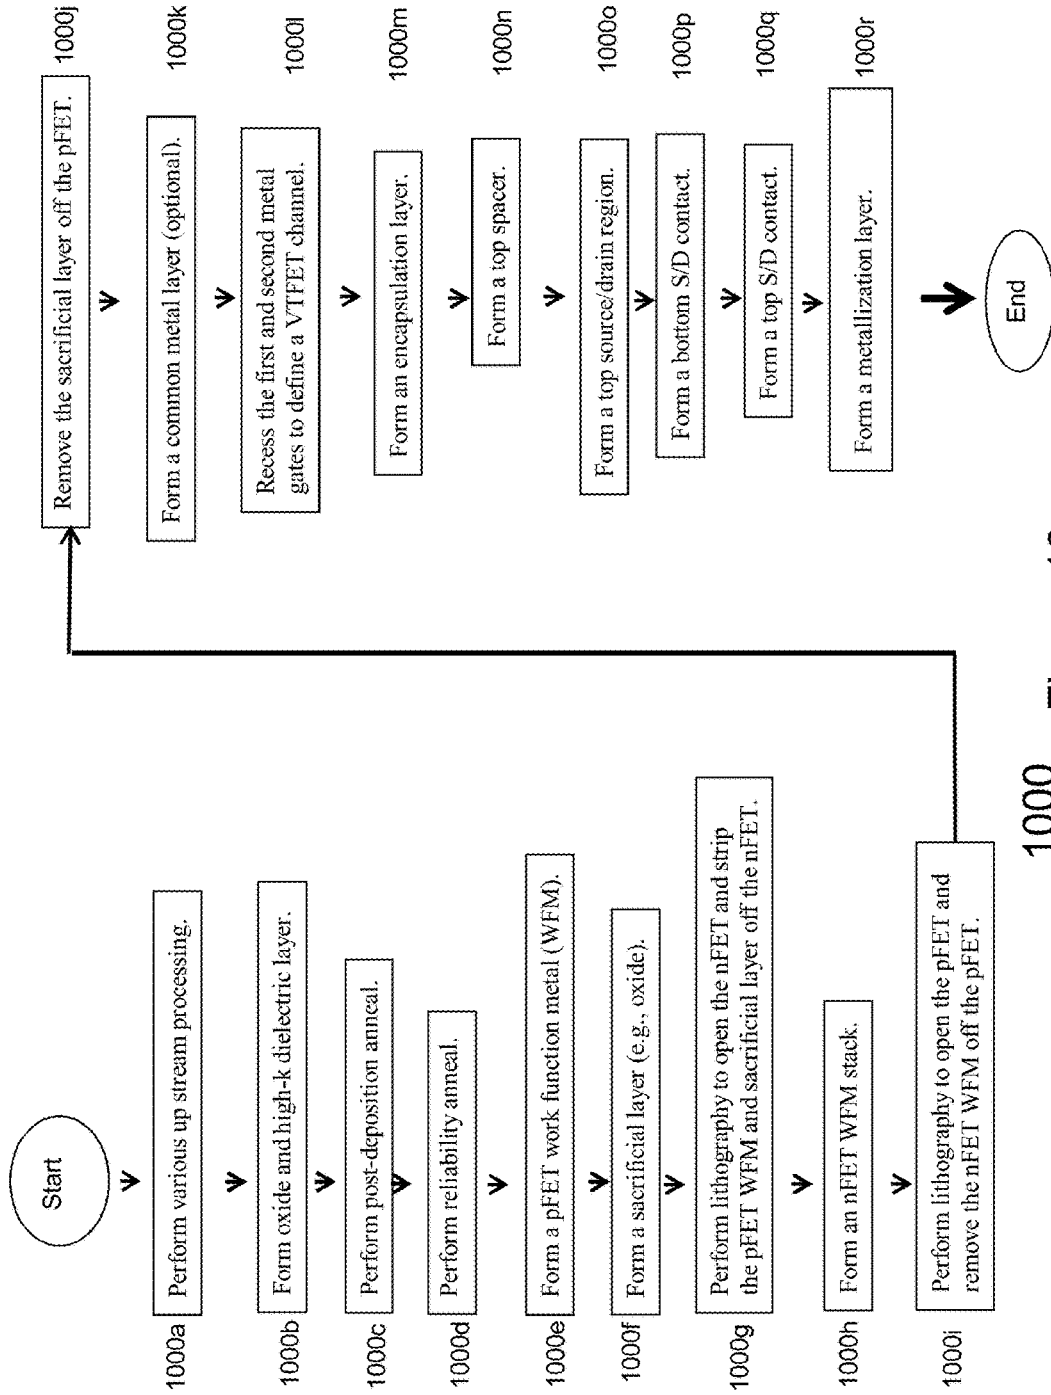 Start
1000a
Perform various up stream processing.
1000b
Form oxide and high-k dielectric layer.
1000c
Perform post-deposition anneal.
1000d
Perform reliability anneal.
1000e
Form a pFET work function metal (WFM).
1000f
Form a sacrificial layer (e.g., oxide).
1000g
Perform lithography to open the nFET and strip
the pFET WFM and sacrificial layer off the nFET.
1000h
Form an nFET WFM stack.
1000i
Perform lithography to open the pFET and
remove the nFET WFM off the pFET.
Remove the sacrificial layer off the pFET.
1000j
Form a common metal layer (optional).
1000k
Recess the first and second metal
gates to define a VTFET channel.
1000l
Form an encapsulation layer.
1000m
Form a top spacer.
1000n
Form a top source/drain region.
1000o
Form a bottom S/D contact.
1000p
Form a top S/D contact.
1000q
Form a metallization layer.
1000r
End
1000